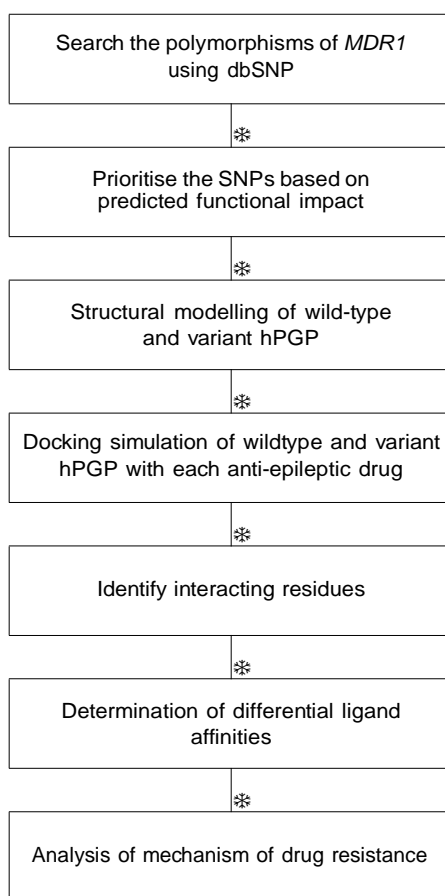 Search the polymorphisms of MDR1
using dbSNP
Prioritise the SNPs based on
predicted functional impact
Structural modelling of wild-type
and variant hPGP
Docking simulation of wildtype and variant
hPGP with each anti-epileptic drug
Identify interacting residues
Determination of differential ligand
affinities
Analysis of mechanism of drug resistance